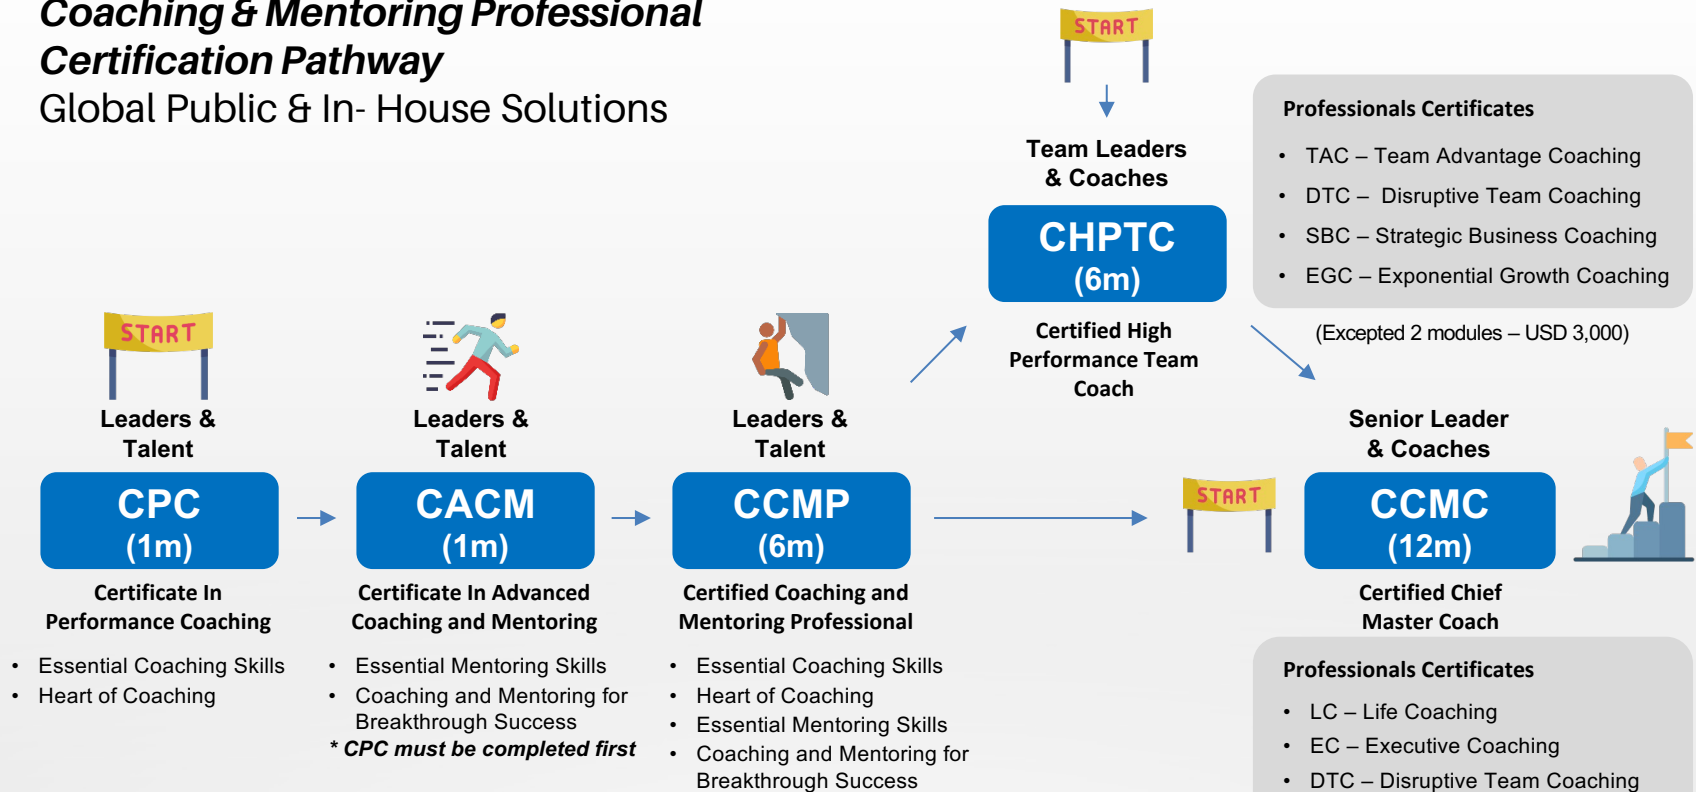 Coaching & Mentoring Professional
Certification Pathway
Global Public & In- House Solutions
START
Team Leaders
& Coaches
CHPTC
(6m)
Certified High
Performance Team
Coach
Professionals Certificates
• TAC – Team Advantage Coaching
• DTC –  Disruptive Team Coaching
• SBC – Strategic Business Coaching
• EGC – Exponential Growth Coaching
(Excepted 2 modules – USD 3,000)
START
Leaders &
Talent
CPC
(1m)
Certificate In
Performance Coaching
• Essential Coaching Skills
• Heart of Coaching
Leaders &
Talent
CACM
(1m)
Certificate In Advanced
Coaching and Mentoring
• Essential Mentoring Skills
• Coaching and Mentoring for
Breakthrough Success
* CPC must be completed first
Leaders &
Talent
CCMP
(6m)
Certified Coaching and
Mentoring Professional
• Essential Coaching Skills
• Heart of Coaching
• Essential Mentoring Skills
• Coaching and Mentoring for
Breakthrough Success
START
Senior Leader
& Coaches
CCMC
(12m)
Certified Chief
Master Coach
Professionals Certificates
• LC – Life Coaching
• EC – Executive Coaching
• DTC – Disruptive Team Coaching